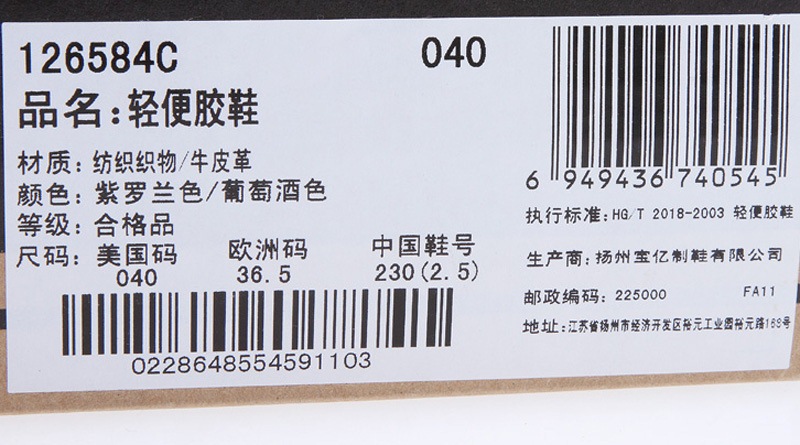 126584C 040
品名:轻便胶鞋
材质:纺织织物/牛皮革
颜色:紫罗兰色/葡萄酒色
等级:合格品
尺码:美国码 欧洲码 中国鞋号
040 36.5 230(2.5)
0228648554591103
6 949436 740545
执行标准:HG/T 2018-2003 轻便胶鞋
生产商:扬州宝亿制鞋有限公司
邮政编码: 225000 FA11
地址:江苏省扬州市经济开发区裕元工业园裕元路168号